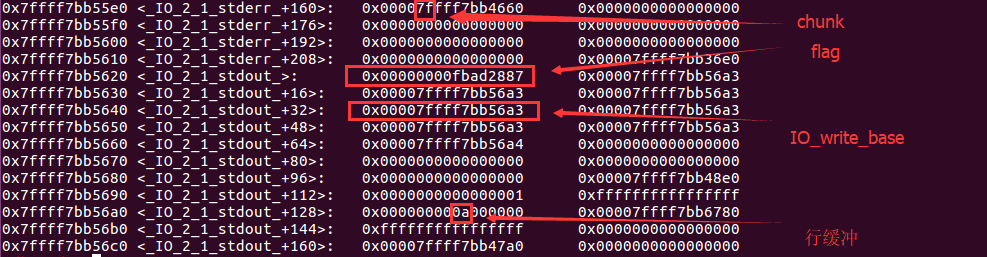 0x7ffff7bb55e0 <_IO_2_1_stderr_+160>: 0x00007ffff7bb4660 0x0000000000000000
chunk
0x7ffff7bb55f0 <_IO_2_1_stderr_+176>: 0x0000000000000000 0x0000000000000000
0x7ffff7bb5600 <_IO_2_1_stderr_+192>: 0x0000000000000000 0x0000000000000000
flag
0x7ffff7bb5610 <_IO_2_1_stderr_+208>: 0x0000000000000000 0x00007ffff7bb36e0
0x7ffff7bb5620 <_IO_2_1_stdout_>: 0x00000000fbad2887 0x00007ffff7bb56a3
0x7ffff7bb5630 <_IO_2_1_stdout_+16>: 0x00007ffff7bb56a3 0x00007ffff7bb56a3
0x7ffff7bb5640 <_IO_2_1_stdout_+32>: 0x00007ffff7bb56a3 0x00007ffff7bb56a3
0x7ffff7bb5650 <_IO_2_1_stdout_+48>: 0x00007ffff7bb56a3 0x00007ffff7bb56a3
IO_write_base
0x7ffff7bb5660 <_IO_2_1_stdout_+64>: 0x00007ffff7bb56a4 0x0000000000000000
0x7ffff7bb5670 <_IO_2_1_stdout_+80>: 0x0000000000000000 0x0000000000000000
0x7ffff7bb5680 <_IO_2_1_stdout_+96>: 0x0000000000000000 0x00007ffff7bb48e0
0x7ffff7bb5690 <_IO_2_1_stdout_+112>: 0x0000000000000001 0xffffffffffffffff
0x7ffff7bb56a0 <_IO_2_1_stdout_+128>: 0x000000000a000000 0x00007ffff7bb6780
0x7ffff7bb56b0 <_IO_2_1_stdout_+144>: 0xffffffffffffffff 0x0000000000000000
行缓冲
0x7ffff7bb56c0 <_IO_2_1_stdout_+160>: 0x00007ffff7bb47a0 0x0000000000000000